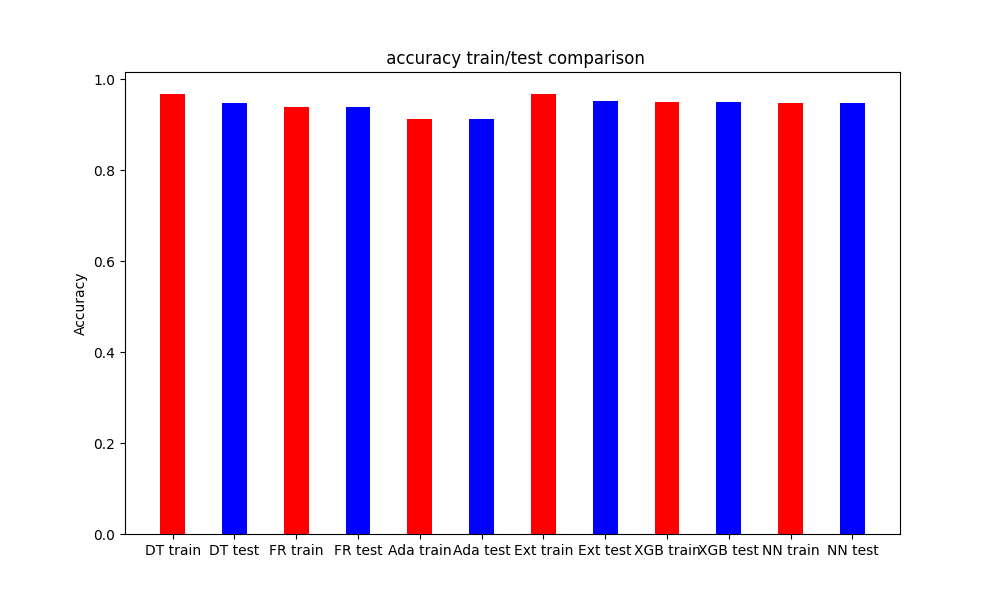 accuracy train/test comparison
Accuracy
1.0
0.8
0.6
0.4
0.2
0.0
DT train DT test FR train FR test Ada train Ada test Ext train Ext test XGB train XGB test NN train NN test